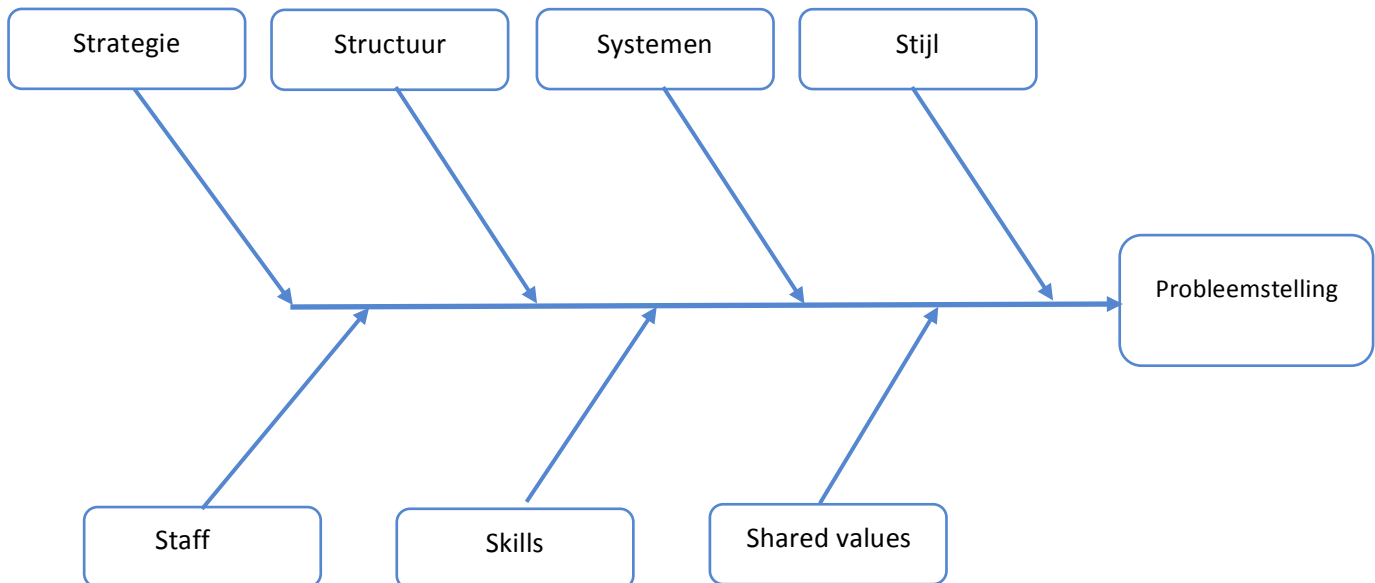 Strategie
Structuur
Systemen
Stijl
Probleemstelling
Staff
Skills
Shared values